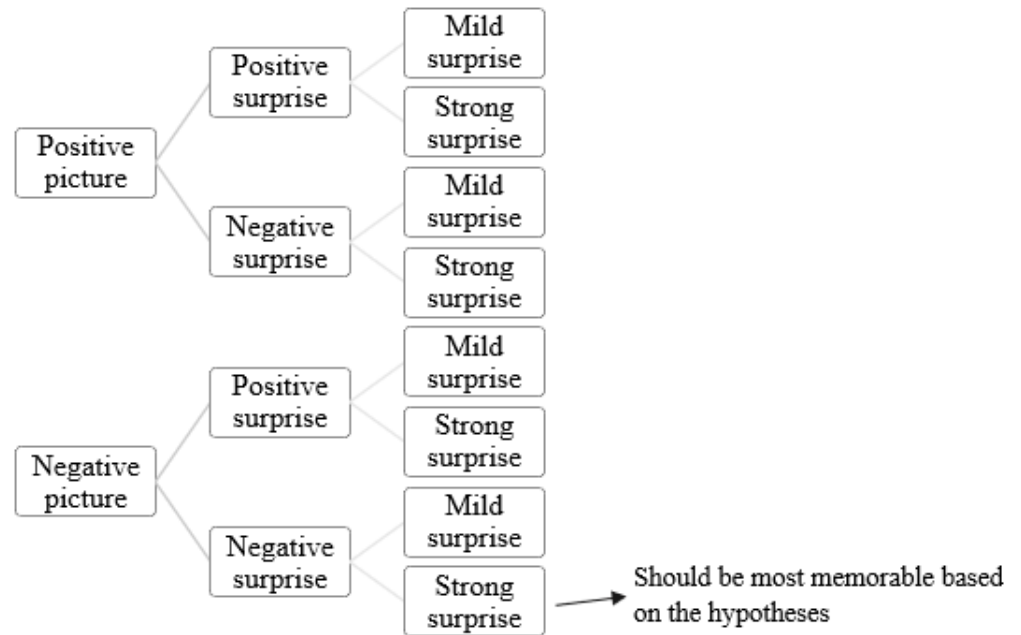 Positive
picture
Positive
surprise
Mild
surprise
Strong
surprise
Negative
surprise
Mild
surprise
Strong
surprise
Negative
picture
Positive
surprise
Mild
surprise
Strong
surprise
Negative
surprise
Mild
surprise
Strong
surprise
Should be most memorable based
on the hypotheses